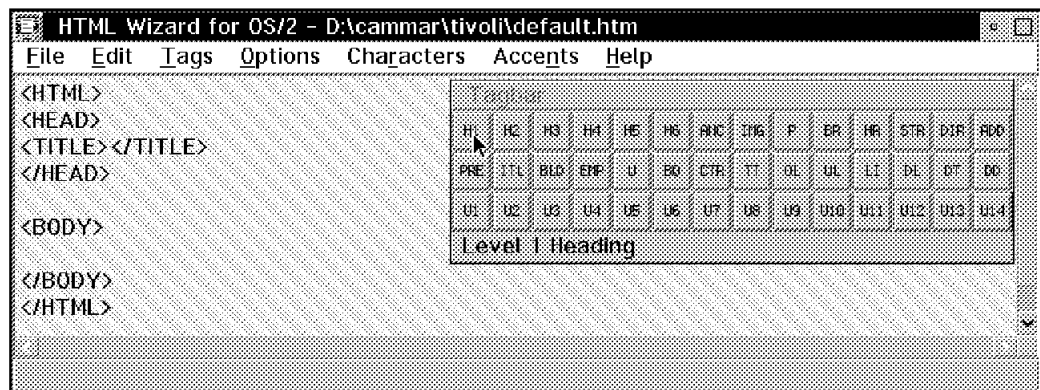 HTML Wizard for OS/2 - D:\cammar\tivoli\default.htm
File Edit Tags Options Characters Accents Help
<HTML>
<HEAD>
<TITLE></TITLE>
</HEAD>
<BODY>
</BODY>
</HTML>
Tagbar
H1 H2 H3 H4 H5 H6 ANC IMG P BR HR STR DIR ADD
PRE ITL BLD EMP U BQ CTR TT OL UL LI DL DT DD
U1 U2 U3 U4 U5 U6 U7 U8 U9 U10 U11 U12 U13 U14
Level 1 Heading